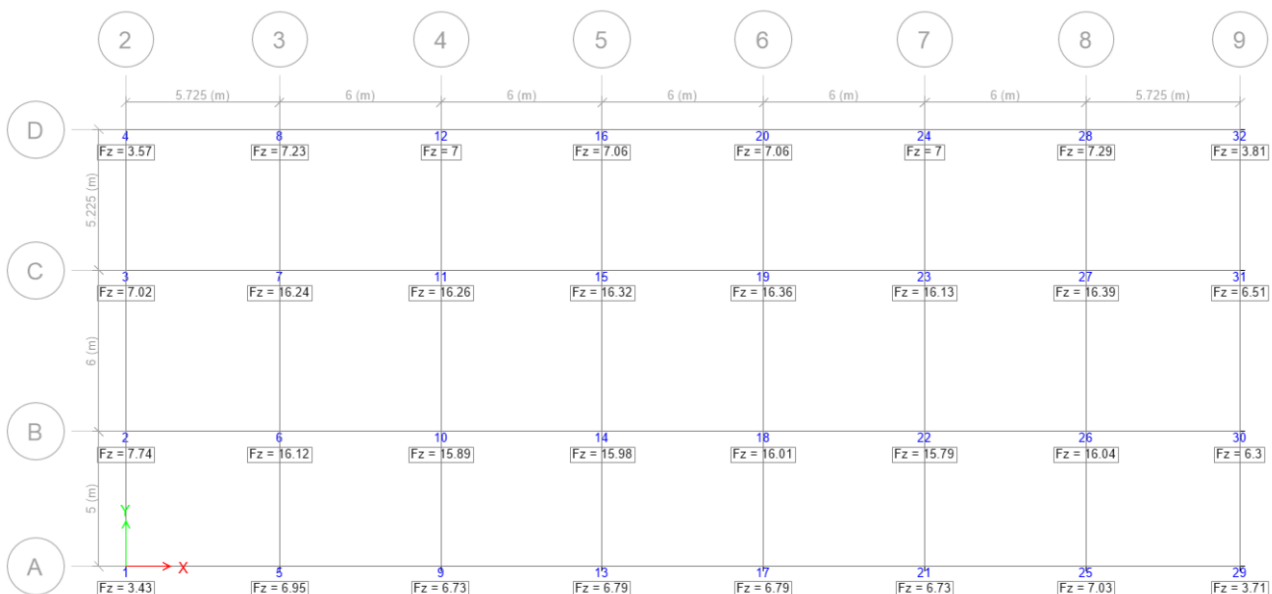 2 3 4 5 6 7 8 9
5.725 (m) 6 (m) 6 (m) 6 (m) 6 (m) 6 (m) 5.725 (m)
D
4 8 12 16 20 24 28 32
Fz = 3.57 Fz = 7.23 Fz = 7 Fz = 7.06 Fz = 7.06 Fz = 7 Fz = 7.29 Fz = 3.81
5.225 (m)
C
3 7 11 15 19 23 27 31
Fz = 7.02 Fz = 16.24 Fz = 16.26 Fz = 16.32 Fz = 16.36 Fz = 16.13 Fz = 16.39 Fz = 6.51
6 (m)
B
2 6 10 14 18 22 26 30
Fz = 7.74 Fz = 16.12 Fz = 15.89 Fz = 15.98 Fz = 16.01 Fz = 15.79 Fz = 16.04 Fz = 6.3
5 (m)
Y
A
X
1 5 9 13 17 21 25 29
Fz = 3.43 Fz = 6.95 Fz = 6.73 Fz = 6.79 Fz = 6.79 Fz = 6.73 Fz = 7.03 Fz = 3.71